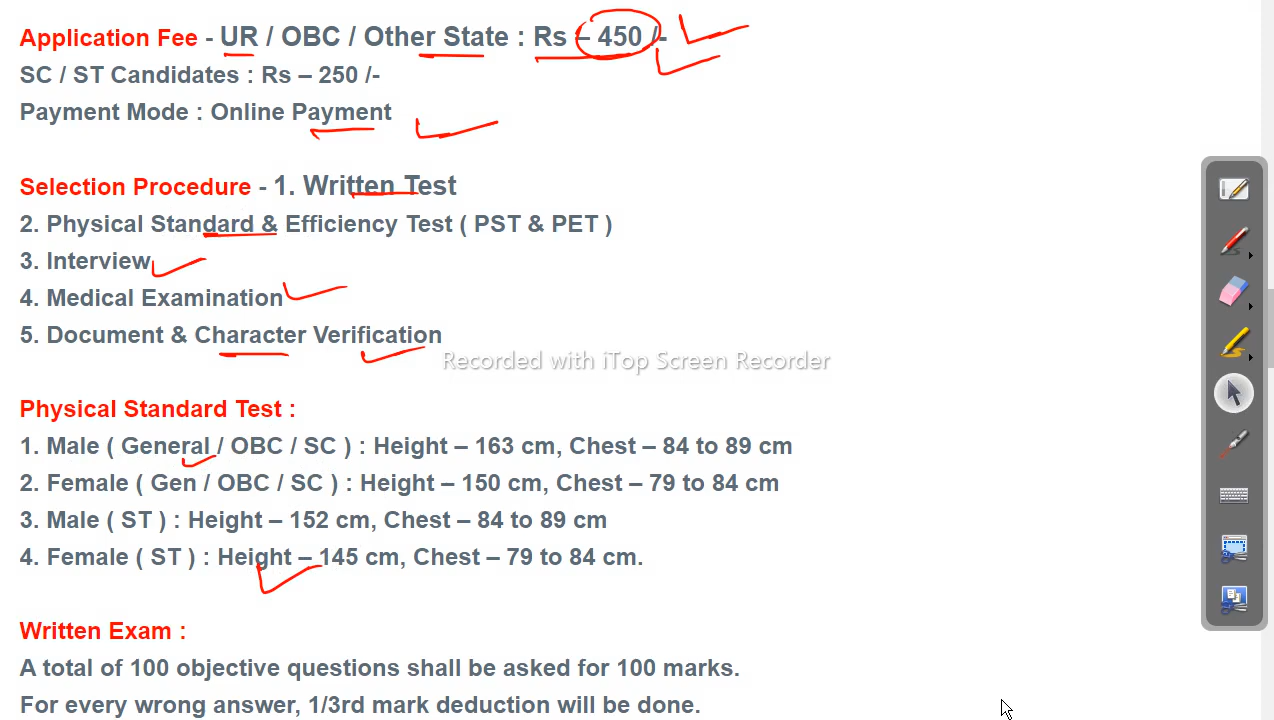 Application Fee - UR / OBC / Other State : Rs – 450 /-
SC / ST Candidates : Rs – 250 /-
Payment Mode : Online Payment
Selection Procedure - 1. Written Test
2. Physical Standard & Efficiency Test ( PST & PET )
3. Interview
4. Medical Examination
5. Document & Character Verification
Recorded with iTop Screen Recorder
Physical Standard Test :
1. Male ( General / OBC / SC ) : Height – 163 cm, Chest – 84 to 89 cm
2. Female ( Gen / OBC / SC ) : Height – 150 cm, Chest – 79 to 84 cm
3. Male ( ST ) : Height – 152 cm, Chest – 84 to 89 cm
4. Female ( ST ) : Height – 145 cm, Chest – 79 to 84 cm.
Written Exam :
A total of 100 objective questions shall be asked for 100 marks.
For every wrong answer, 1/3rd mark deduction will be done.